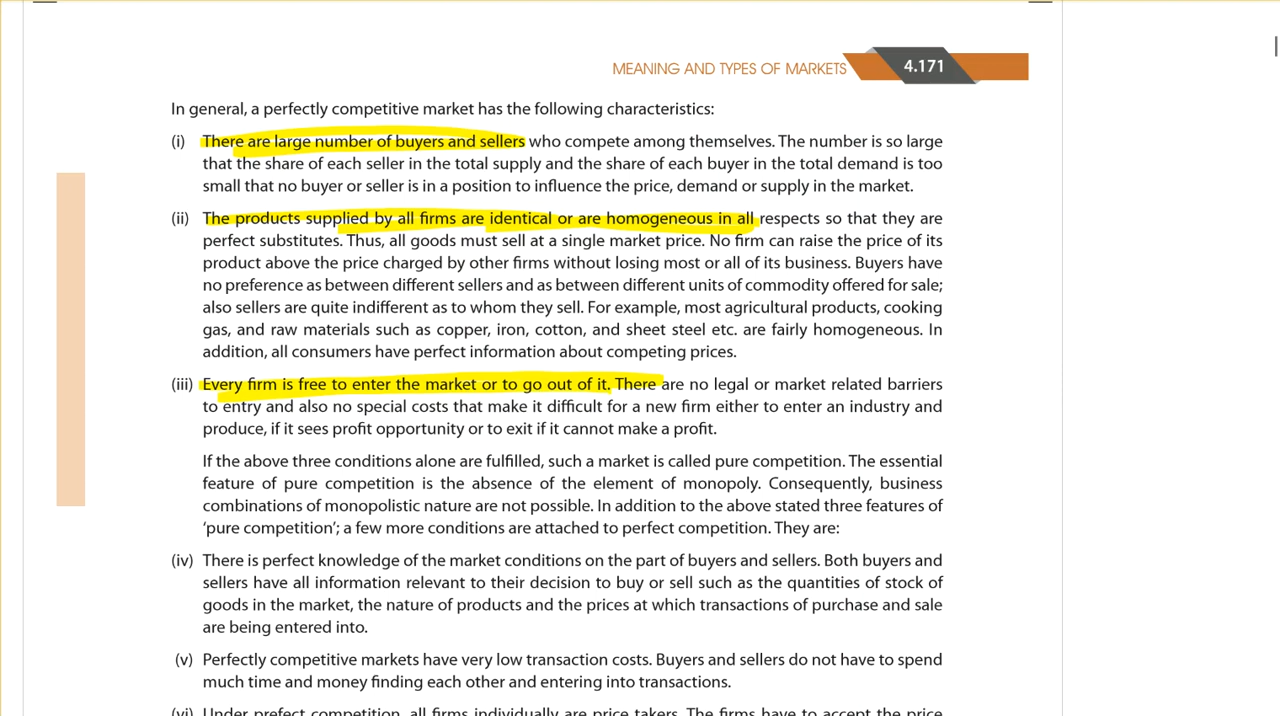 MEANING AND TYPES OF MARKETS 4.171
In general, a perfectly competitive market has the following characteristics:
(i) There are large number of buyers and sellers who compete among themselves. The number is so large
that the share of each seller in the total supply and the share of each buyer in the total demand is too
small that no buyer or seller is in a position to influence the price, demand or supply in the market.
(ii) The products supplied by all firms are identical or are homogeneous in all respects so that they are
perfect substitutes. Thus, all goods must sell at a single market price. No firm can raise the price of its
product above the price charged by other firms without losing most or all of its business. Buyers have
no preference as between different sellers and as between different units of commodity offered for sale;
also sellers are quite indifferent as to whom they sell. For example, most agricultural products, cooking
gas, and raw materials such as copper, iron, cotton, and sheet steel etc. are fairly homogeneous. In
addition, all consumers have perfect information about competing prices.
(iii) Every firm is free to enter the market or to go out of it. There are no legal or market related barriers
to entry and also no special costs that make it difficult for a new firm either to enter an industry and
produce, if it sees profit opportunity or to exit if it cannot make a profit.
If the above three conditions alone are fulfilled, such a market is called pure competition. The essential
feature of pure competition is the absence of the element of monopoly. Consequently, business
combinations of monopolistic nature are not possible. In addition to the above stated three features of
‘pure competition’; a few more conditions are attached to perfect competition. They are:
(iv) There is perfect knowledge of the market conditions on the part of buyers and sellers. Both buyers and
sellers have all information relevant to their decision to buy or sell such as the quantities of stock of
goods in the market, the nature of products and the prices at which transactions of purchase and sale
are being entered into.
(v) Perfectly competitive markets have very low transaction costs. Buyers and sellers do not have to spend
much time and money finding each other and entering into transactions.
(vi) Under prefect competition, all firms individually are price takers. The firms have to accept the price